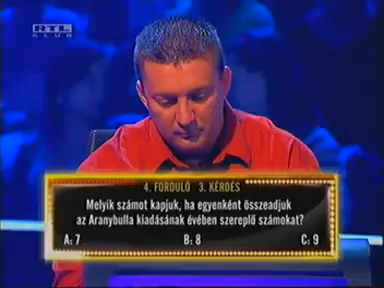 RTL
KLUB
4. FORDULÓ 3. KÉRDÉS
Melyik számot kapjuk, ha egyenként összeadjuk
az Aranybulla kiadásának évében szereplő számokat?
A: 7 B: 8 C: 9